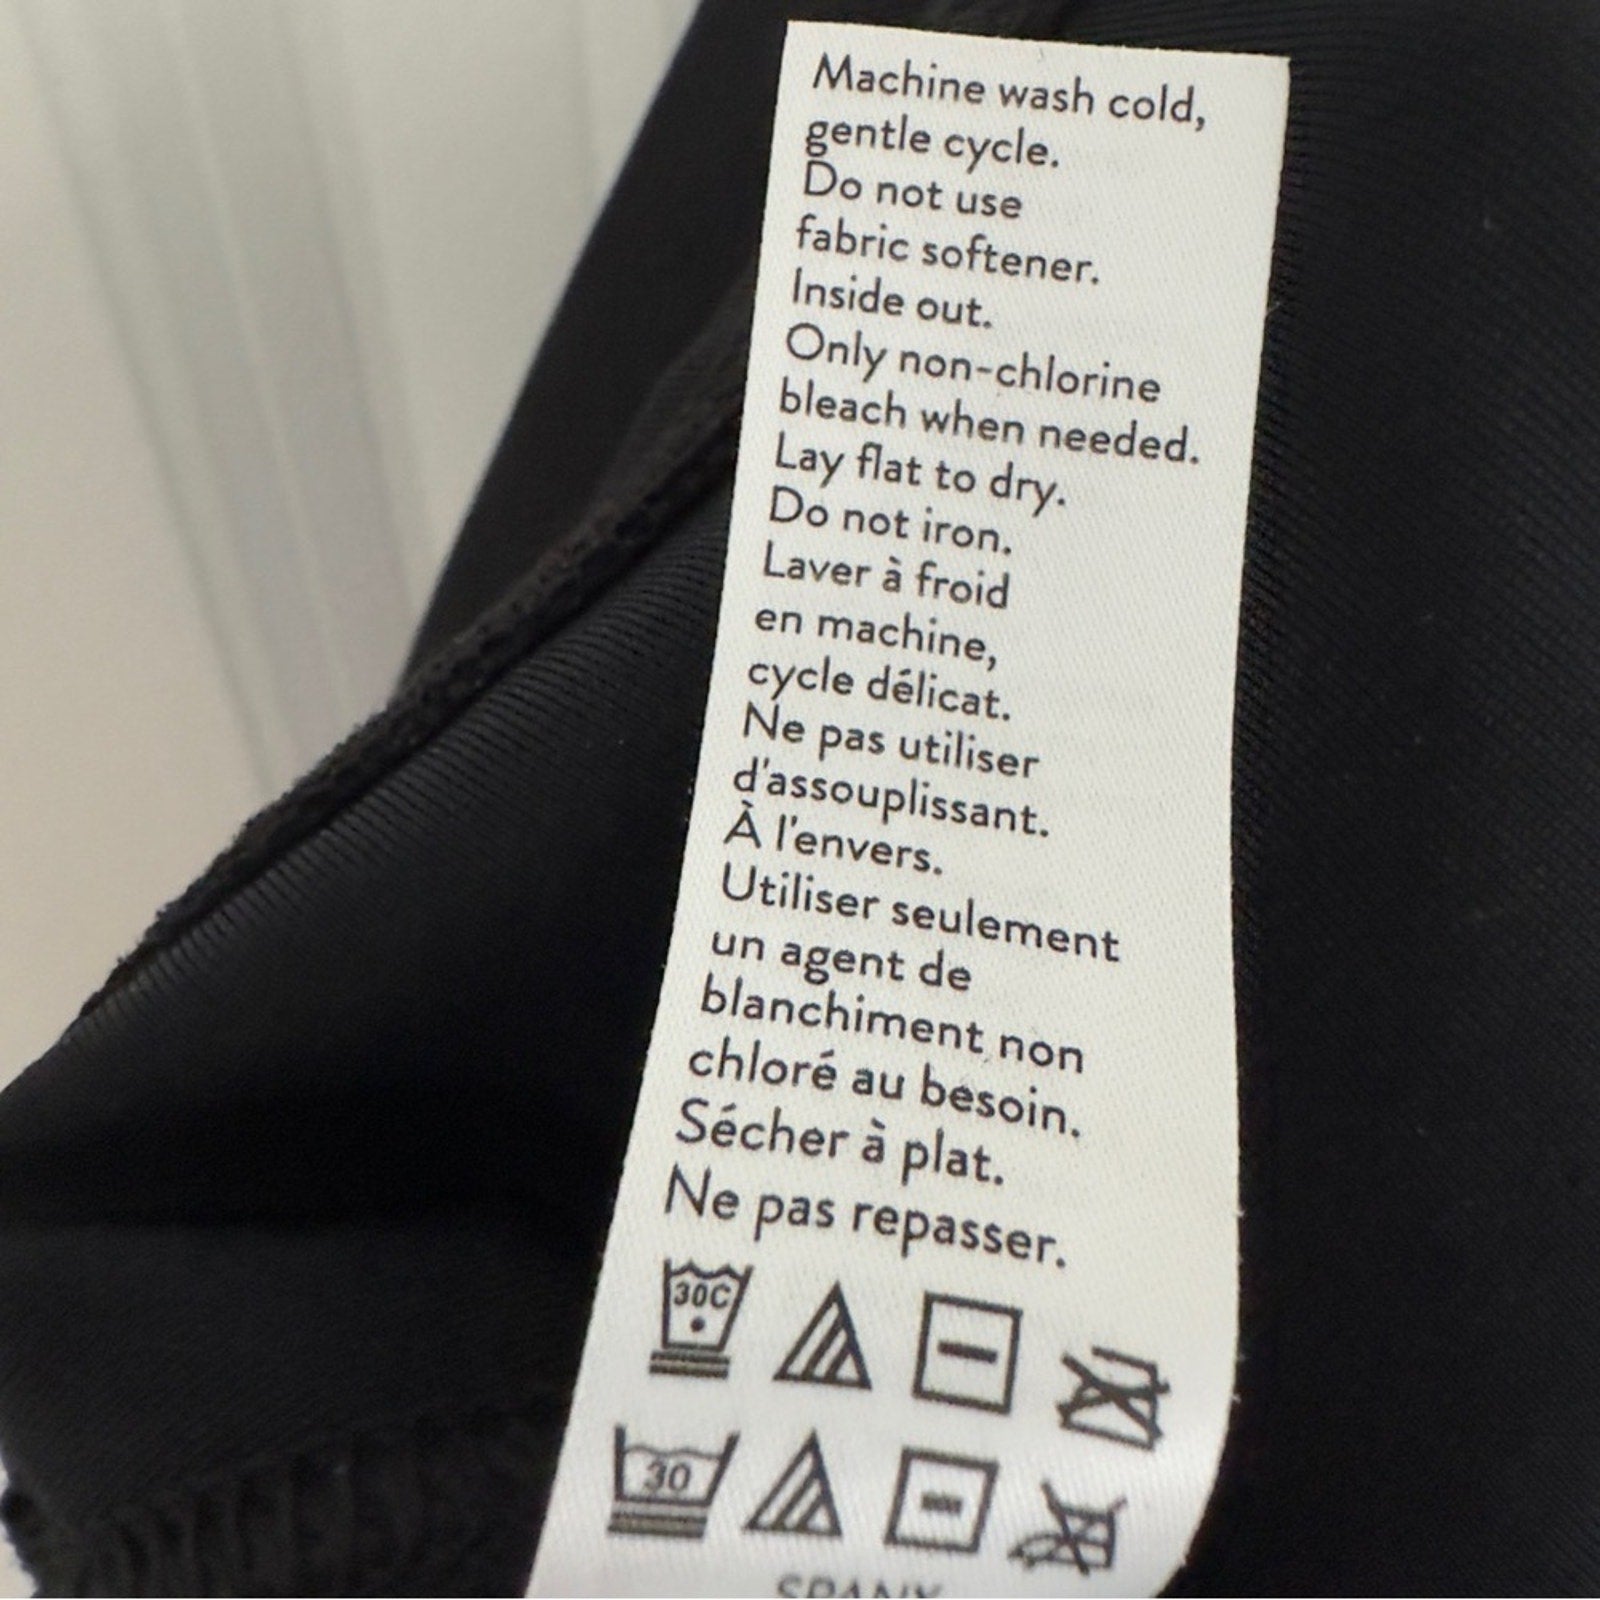 Machine wash cold,
gentle cycle.
Do not use
fabric softener.
Inside out.
Only non-chlorine
bleach when needed.
Lay flat to dry.
Do not iron.
Laver à froid
en machine,
cycle délicat.
Ne pas utiliser
d'assouplissant.
À l'envers.
Utiliser seulement
un agent de
blanchiment non
chloré au besoin.
Sécher à plat.
Ne pas repasser.
30C
30
SPANX